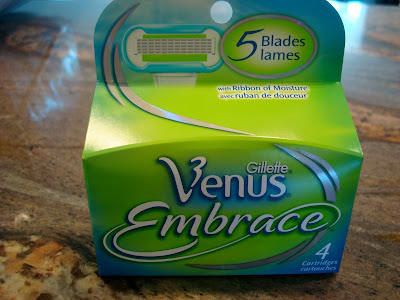 5 Blades
lames
with Ribbon of Moisture
avec ruban de douceur
Gillette
Venus
Embrace
4
Cartridges
cartouches